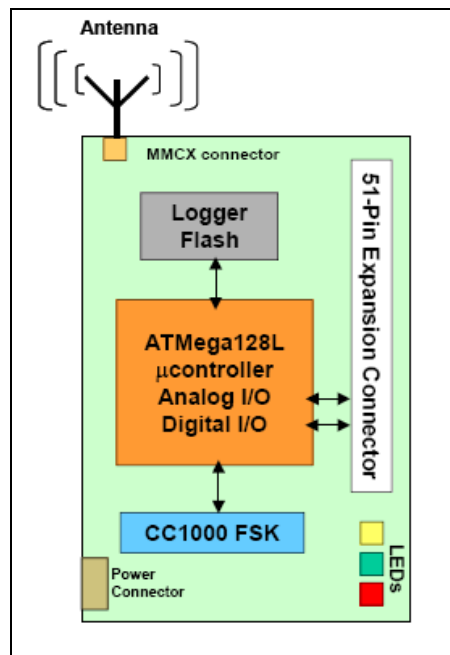 Antenna
MMCX connector
51-Pin Expansion Connector
Logger
Flash
ATMega128L
μcontroller
Analog I/O
Digital I/O
CC1000 FSK
LEDs
Power
Connector